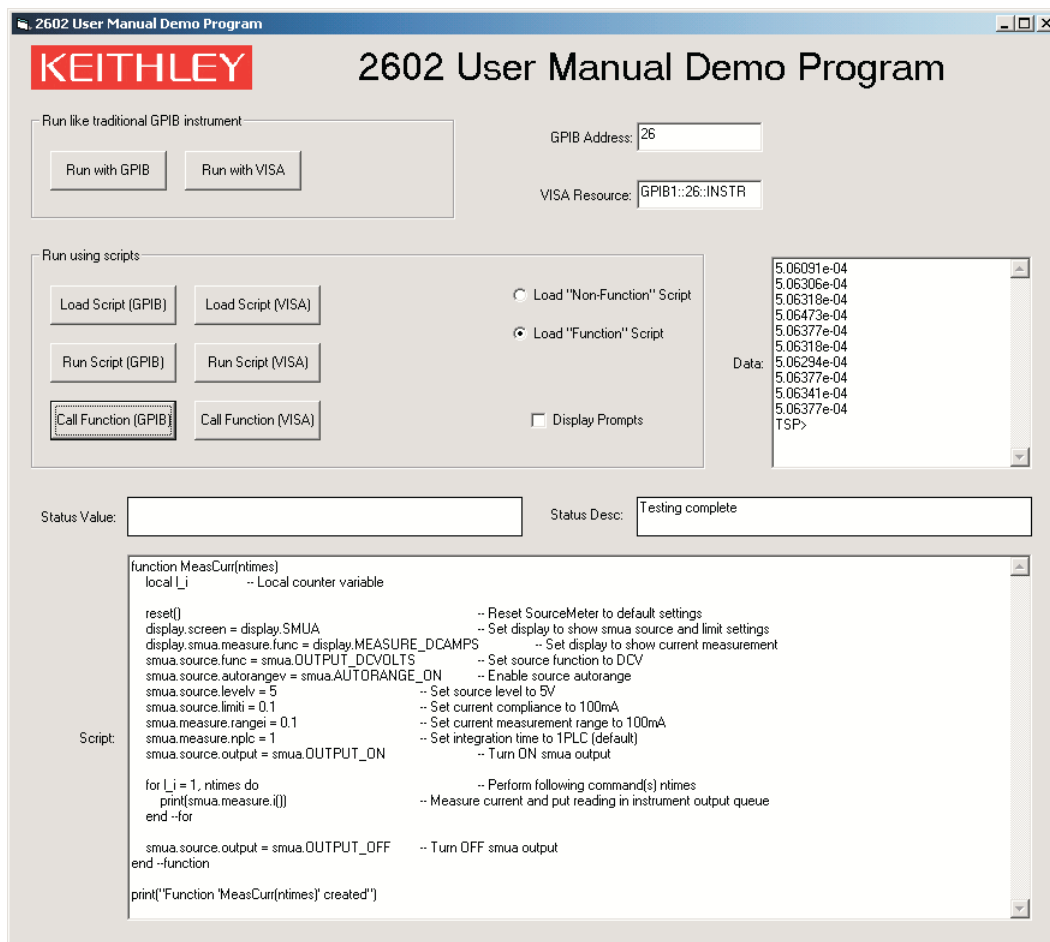 2602 User Manual Demo Program
KEITHLEY
2602 User Manual Demo Program
Run like traditional GPIB instrument
Run with GPIB
Run with VISA
GPIB Address: 26
VISA Resource: GPIB1::26::INSTR
Run using scripts
Load Script (GPIB)
Load Script (VISA)
Load "Non-Function" Script
Load "Function" Script
Run Script (GPIB)
Run Script (VISA)
Call Function (GPIB)
Call Function (VISA)
Display Prompts
Data:
5.06091e-04
5.06306e-04
5.06318e-04
5.06473e-04
5.06377e-04
5.06318e-04
5.06294e-04
5.06377e-04
5.06341e-04
5.06377e-04
TSP>
Status Value:
Status Desc: Testing complete
Script:
function MeasCurr(ntimes)
local l_i -- Local counter variable
reset() -- Reset SourceMeter to default settings
display.screen = display.SMUA -- Set display to show smua source and limit settings
display.smua.measure.func = display.MEASURE_DCAMPS -- Set display to show current measurement
smua.source.func = smua.OUTPUT_DCVOLTS -- Set source function to DCV
smua.source.autorangev = smua.AUTORANGE_ON -- Enable source autorange
smua.source.levelv = 5 -- Set source level to 5V
smua.source.limiti = 0.1 -- Set current compliance to 100mA
smua.measure.rangei = 0.1 -- Set current measurement range to 100mA
smua.measure.nplc = 1 -- Set integration time to 1PLC (default)
smua.source.output = smua.OUTPUT_ON -- Turn ON smua output
for l_i = 1, ntimes do -- Perform following command(s) ntimes
print(smua.measure.i()) -- Measure current and put reading in instrument output queue
end --for
smua.source.output = smua.OUTPUT_OFF -- Turn OFF smua output
end --function
print("Function 'MeasCurr(ntimes)' created")